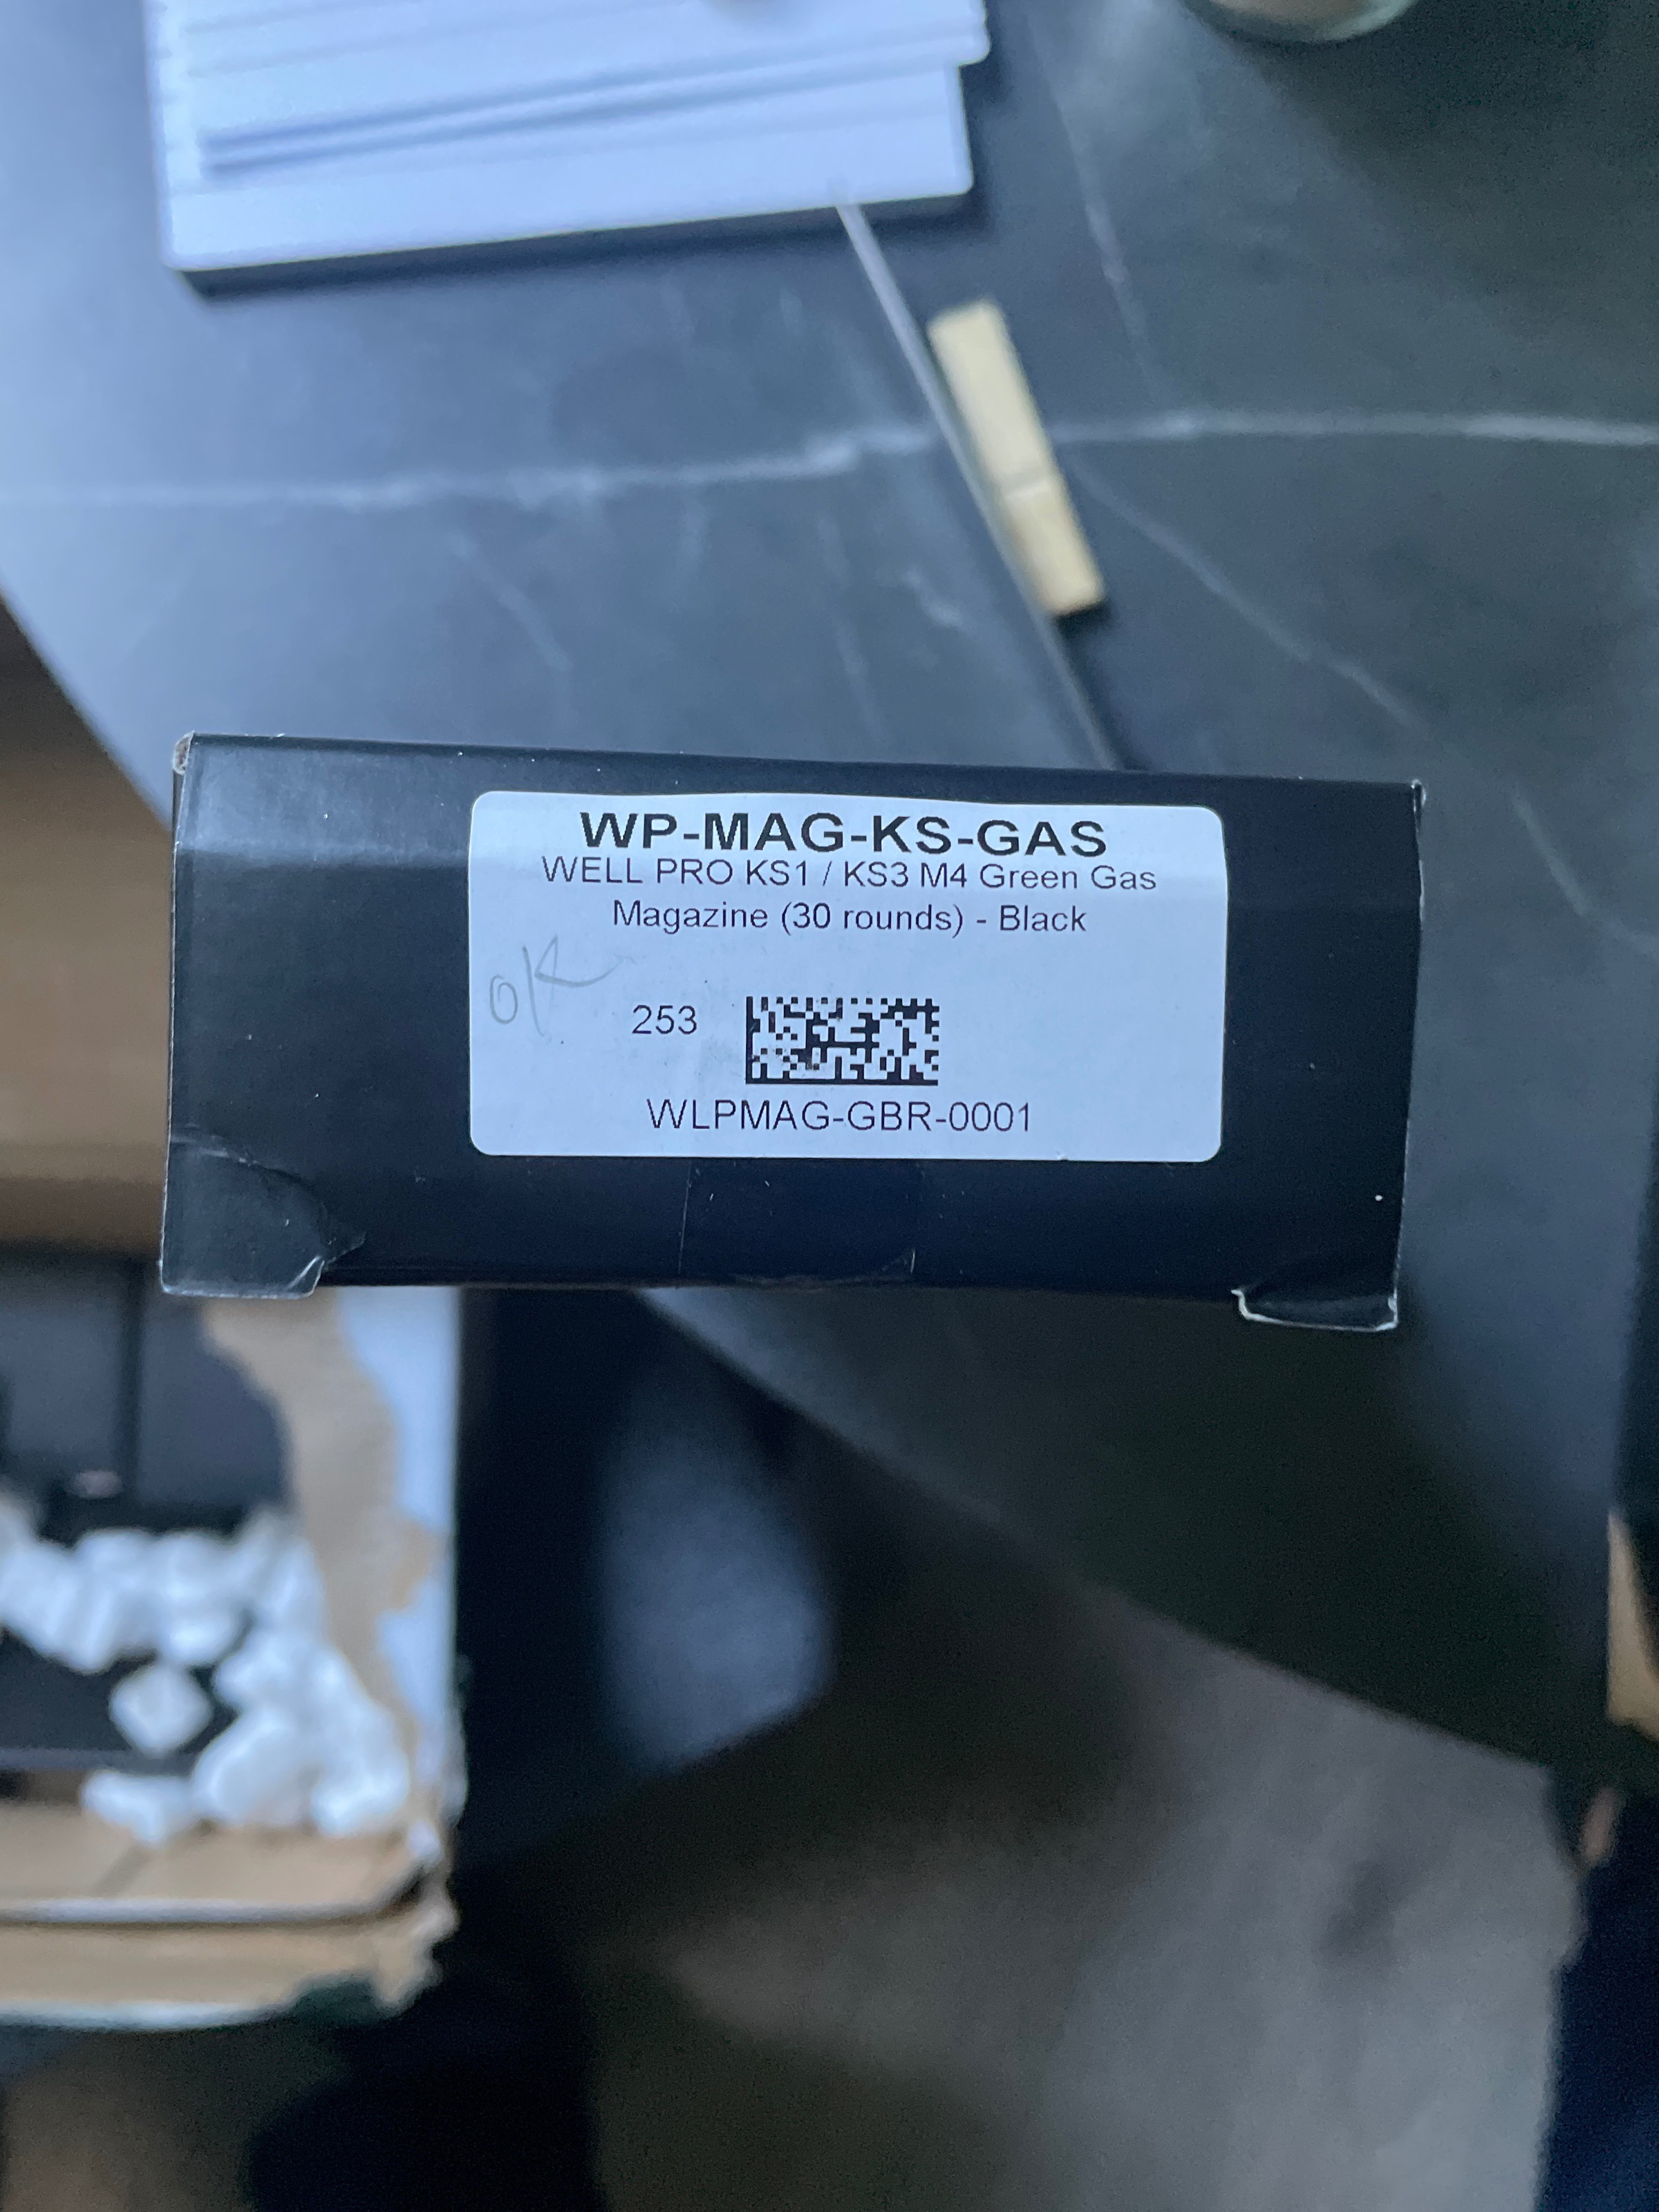 WP-MAG-KS-GAS
WELL PRO KS1 / KS3 M4 Green Gas
Magazine (30 rounds) - Black
OK
253
WLPMAG-GBR-0001